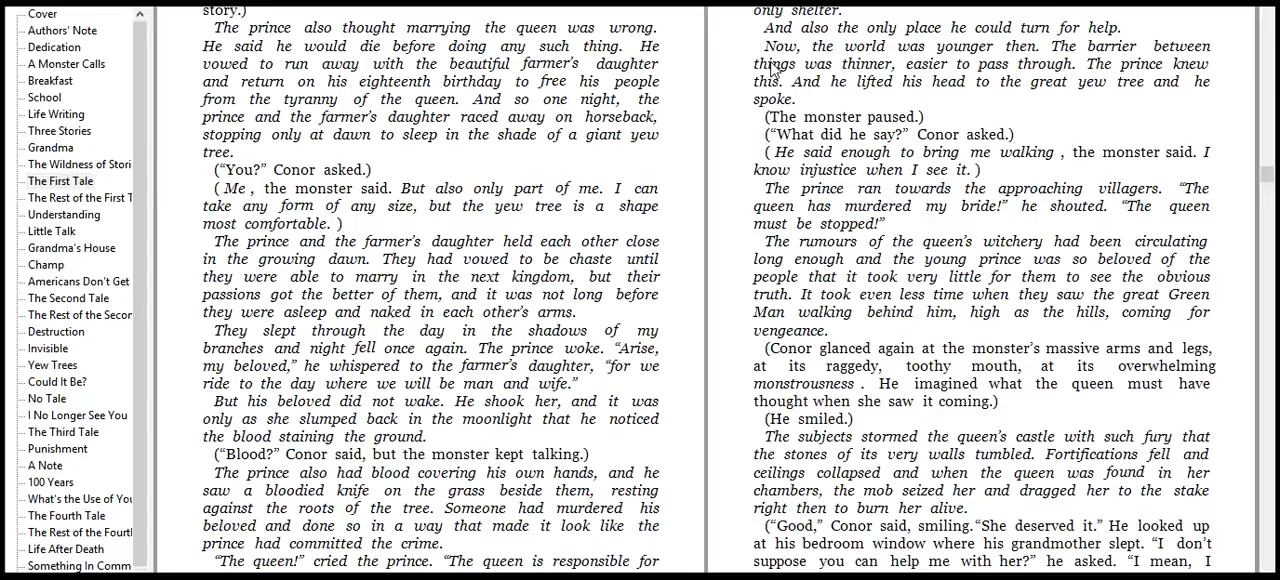 Cover
Authors' Note
Dedication
A Monster Calls
Breakfast
School
Life Writing
Three Stories
Grandma
The Wildness of Stori
The First Tale
The Rest of the First T
Understanding
Little Talk
Grandma's House
Champ
Americans Don't Get
The Second Tale
The Rest of the Secor
Destruction
Invisible
Yew Trees
Could It Be?
No Tale
I No Longer See You
The Third Tale
Punishment
A Note
100 Years
What's the Use of You
The Fourth Tale
The Rest of the Fourtl
Life After Death
Something In Comm
story.)
The prince also thought marrying the queen was wrong.
He said he would die before doing any such thing. He
vowed to run away with the beautiful farmer's daughter
and return on his eighteenth birthday to free his people
from the tyranny of the queen. And so one night, the
prince and the farmer's daughter raced away on horseback,
stopping only at dawn to sleep in the shade of a giant yew
tree.
("You?" Conor asked.)
( Me , the monster said. But also only part of me. I can
take any form of any size, but the yew tree is a shape
most comfortable. )
The prince and the farmer's daughter held each other close
in the growing dawn. They had vowed to be chaste until
they were able to marry in the next kingdom, but their
passions got the better of them, and it was not long before
they were asleep and naked in each other's arms.
They slept through the day in the shadows of my
branches and night fell once again. The prince woke. "Arise,
my beloved," he whispered to the farmer's daughter, "for we
ride to the day where we will be man and wife."
But his beloved did not wake. He shook her, and it was
only as she slumped back in the moonlight that he noticed
the blood staining the ground.
("Blood?" Conor said, but the monster kept talking.)
The prince also had blood covering his own hands, and he
saw a bloodied knife on the grass beside them, resting
against the roots of the tree. Someone had murdered his
beloved and done so in a way that made it look like the
prince had committed the crime.
"The queen!" cried the prince. "The queen is responsible for
only shelter.
And also the only place he could turn for help.
Now, the world was younger then. The barrier between
things was thinner, easier to pass through. The prince knew
this. And he lifted his head to the great yew tree and he
spoke.
(The monster paused.)
("What did he say?" Conor asked.)
( He said enough to bring me walking , the monster said. I
know injustice when I see it. )
The prince ran towards the approaching villagers. "The
queen has murdered my bride!" he shouted. "The queen
must be stopped!"
The rumours of the queen's witchery had been circulating
long enough and the young prince was so beloved of the
people that it took very little for them to see the obvious
truth. It took even less time when they saw the great Green
Man walking behind him, high as the hills, coming for
vengeance.
(Conor glanced again at the monster's massive arms and legs,
at its raggedy, toothy mouth, at its overwhelming
monstrousness . He imagined what the queen must have
thought when she saw it coming.)
(He smiled.)
The subjects stormed the queen's castle with such fury that
the stones of its very walls tumbled. Fortifications fell and
ceilings collapsed and when the queen was found in her
chambers, the mob seized her and dragged her to the stake
right then to burn her alive.
("Good," Conor said, smiling."She deserved it." He looked up
at his bedroom window where his grandmother slept. "I don't
suppose you can help me with her?" he asked. "I mean, I